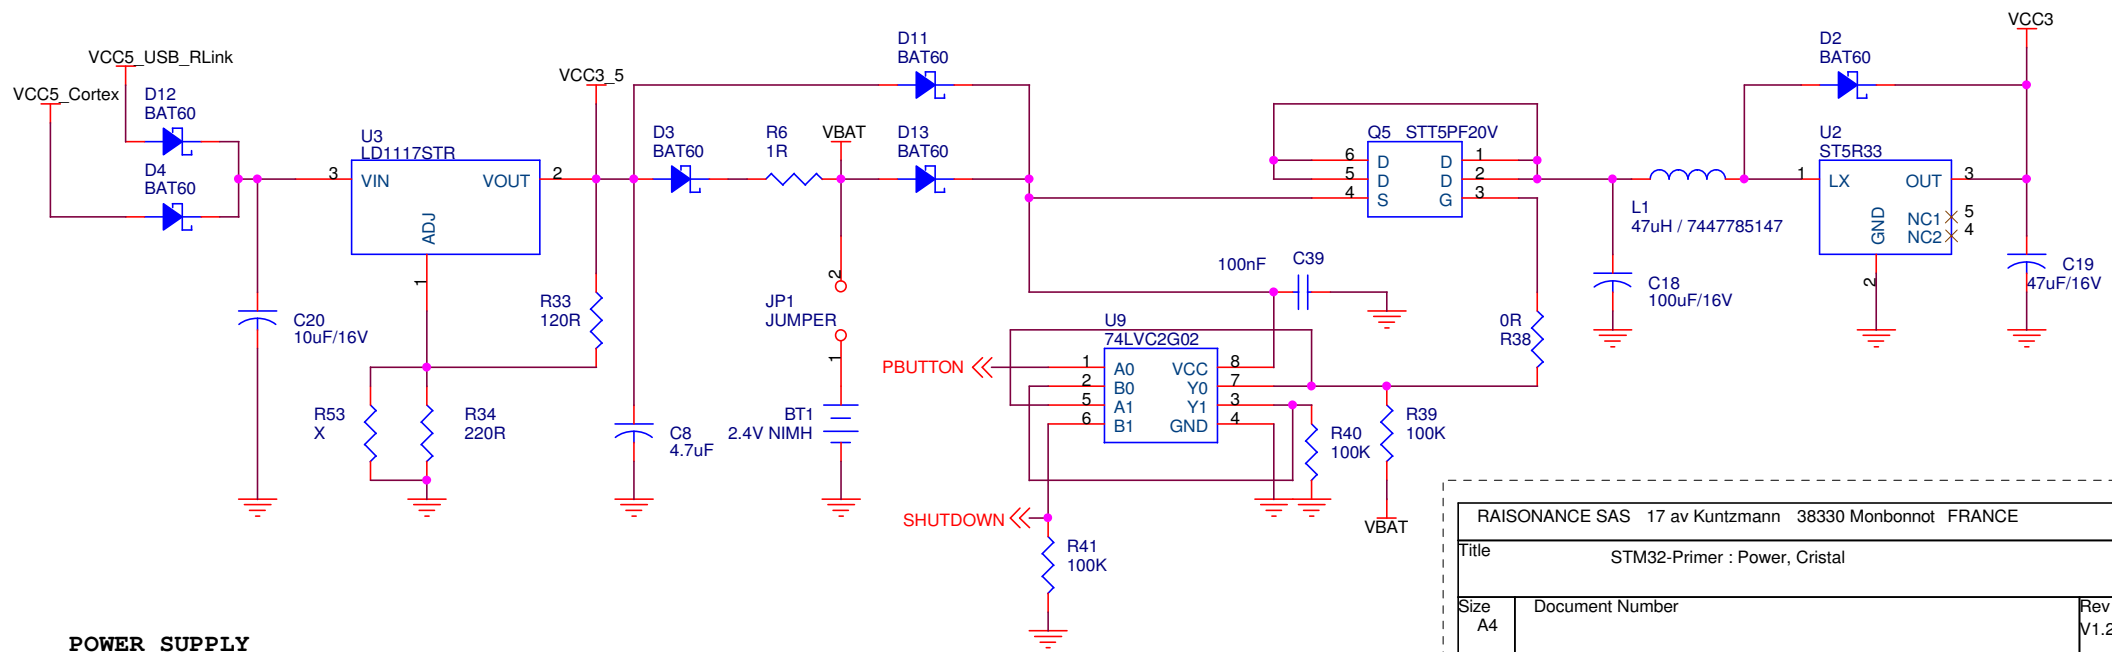 VCC5_USB_RLink
VCC5_Cortex
D12
BAT60
D4
BAT60
C20
10uF/16V
U3
LD1117STR
3
VIN
VOUT
2
ADJ
1
R53
X
R34
220R
R33
120R
VCC3_5
C8
4.7uF
D3
BAT60
R6
1R
VBAT
D11
BAT60
D13
BAT60
2
JP1
JUMPER
1
BT1
2.4V NIMH
PBUTTON
SHUTDOWN
R41
100K
U9
74LVC2G02
1 A0 VCC 8
2 B0 Y0 7
5 A1 Y1 3
6 B1 GND 4
100nF
C39
R40
100K
R39
100K
VBAT
0R
R38
Q5 STT5PF20V
6 D D 1
5 D D 2
4 S G 3
L1
47uH / 7447785147
C18
100uF/16V
D2
BAT60
U2
ST5R33
1 LX OUT 3
GND
2
NC1 5
NC2 4
VCC3
C19
47uF/16V
POWER SUPPLY
RAISONANCE SAS 17 av Kuntzmann 38330 Monbonnot FRANCE
Title
STM32-Primer : Power, Cristal
Size
A4
Document Number
Rev
V1.2